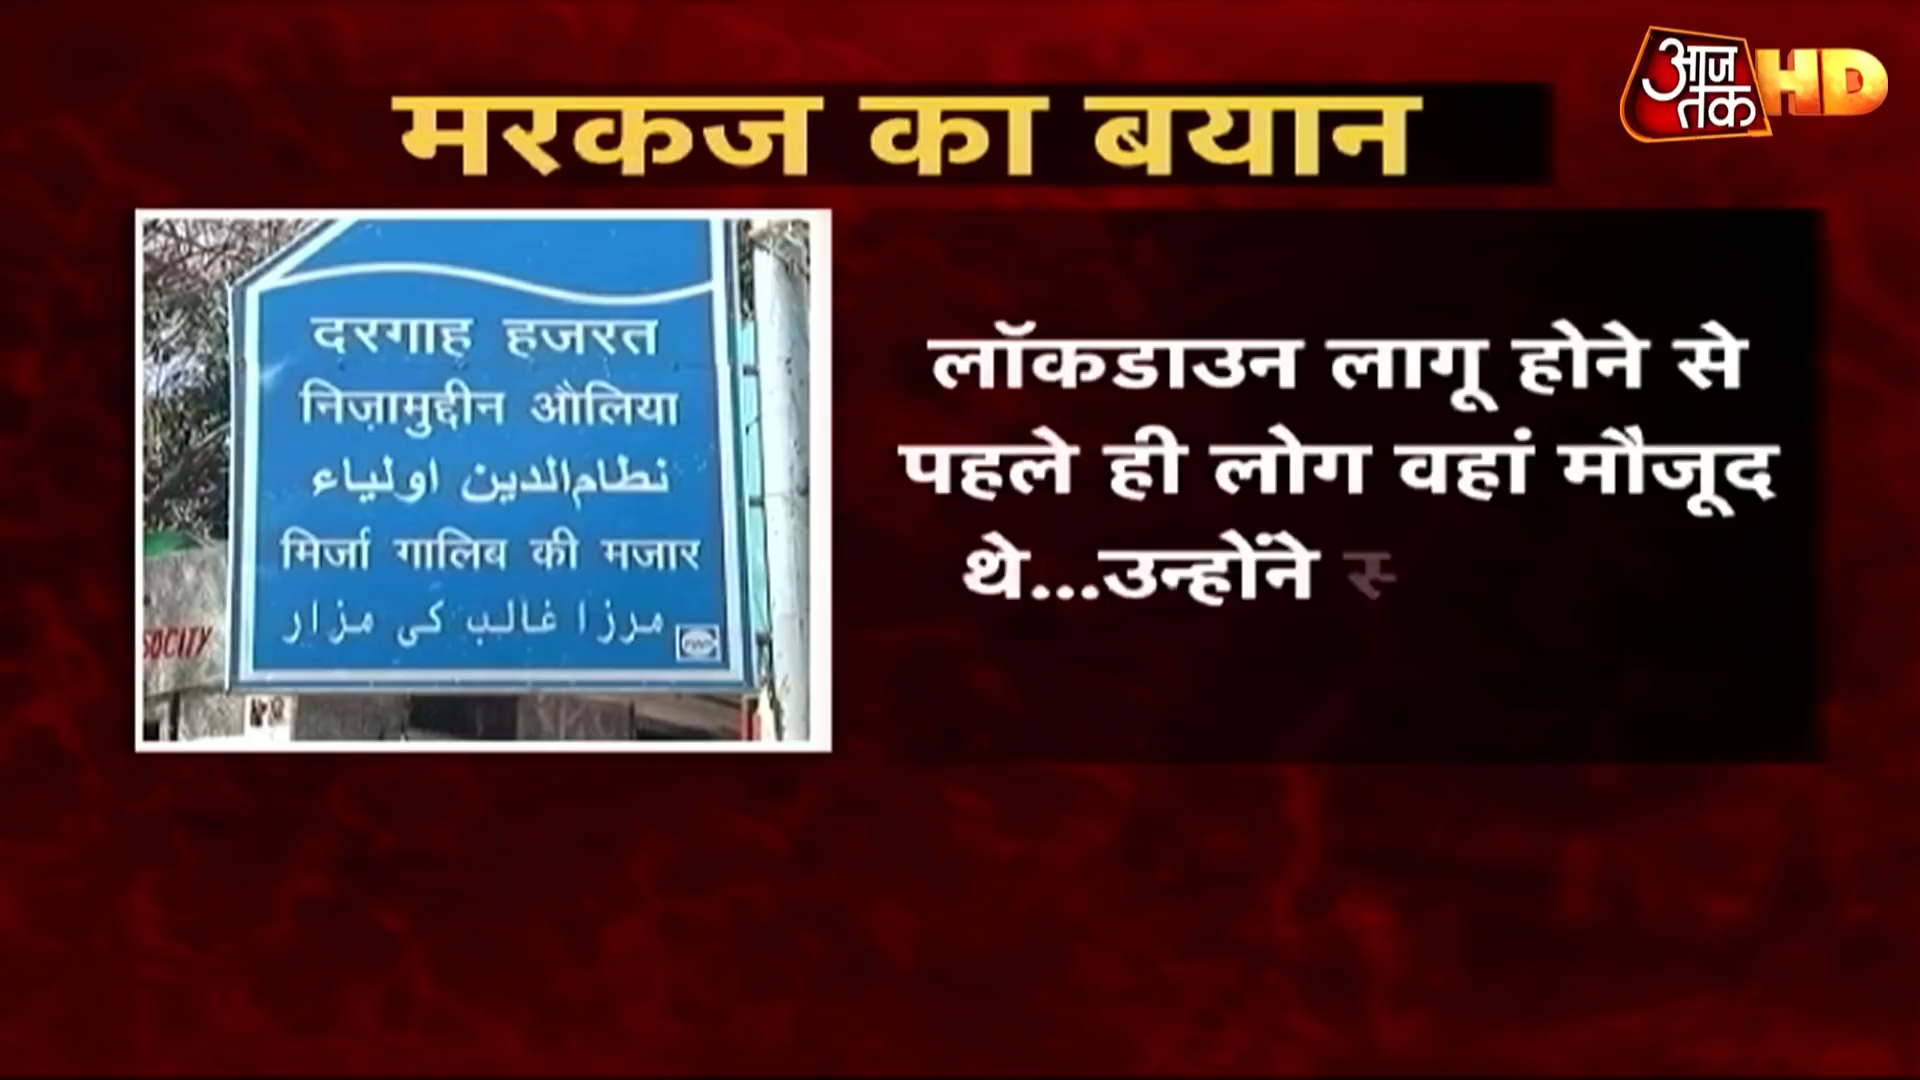 मरकज का बयान
आज तक HD
दरगाह हजरत
निज़ामुद्दीन औलिया
نظام الدین اولیاء
मिर्जा गालिब की मजार
مرزا غالب کی مزار
SOCITY
लॉकडाउन लागू होने से
पहले ही लोग वहां मौजूद
थे...उन्होंने